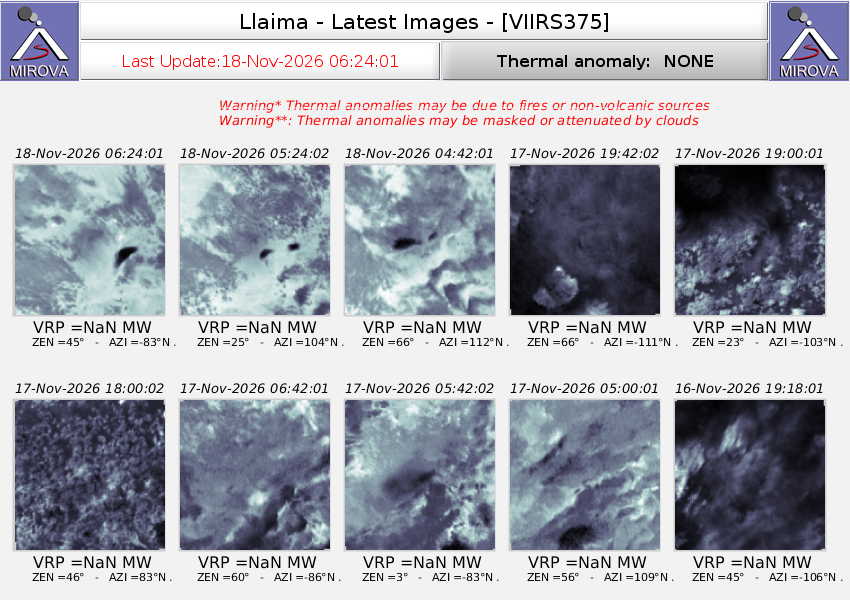 Llaima - Latest Images - [VIIRS375]
MIROVA
Last Update:18-Nov-2026 06:24:01
Thermal anomaly: NONE
MIROVA
Warning* Thermal anomalies may be due to fires or non-volcanic sources
Warning**: Thermal anomalies may be masked or attenuated by clouds
18-Nov-2026 06:24:01 18-Nov-2026 05:24:02 18-Nov-2026 04:42:01 17-Nov-2026 19:42:02 17-Nov-2026 19:00:01
VRP =NaN MW VRP =NaN MW VRP =NaN MW VRP =NaN MW VRP =NaN MW
ZEN =45° - AZI =-83°N . ZEN =25° - AZI =104°N . ZEN =66° - AZI =112°N . ZEN =66° - AZI =-111°N . ZEN =23° - AZI =-103°N .
17-Nov-2026 18:00:02 17-Nov-2026 06:42:01 17-Nov-2026 05:42:02 17-Nov-2026 05:00:01 16-Nov-2026 19:18:01
VRP =NaN MW VRP =NaN MW VRP =NaN MW VRP =NaN MW VRP =NaN MW
ZEN =46° - AZI =83°N . ZEN =60° - AZI =-86°N . ZEN =3° - AZI =-83°N . ZEN =56° - AZI =109°N . ZEN =45° - AZI =-106°N .